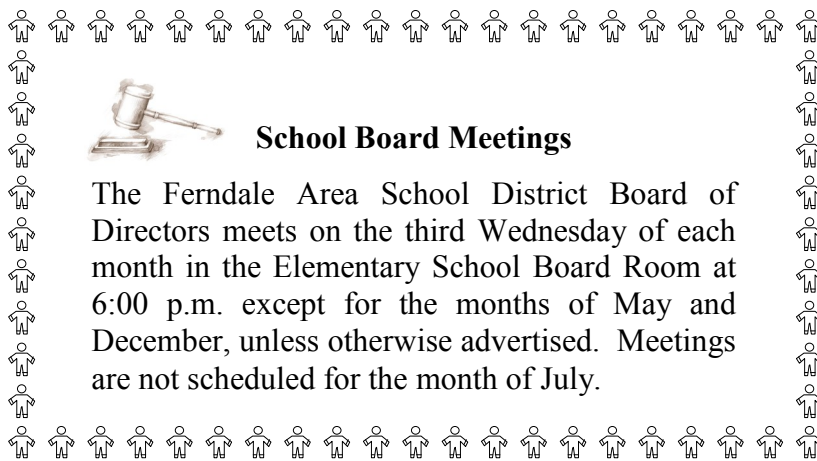 School Board Meetings
The Ferndale Area School District Board of
Directors meets on the third Wednesday of each
month in the Elementary School Board Room at
6:00 p.m. except for the months of May and
December, unless otherwise advertised.  Meetings
are not scheduled for the month of July.